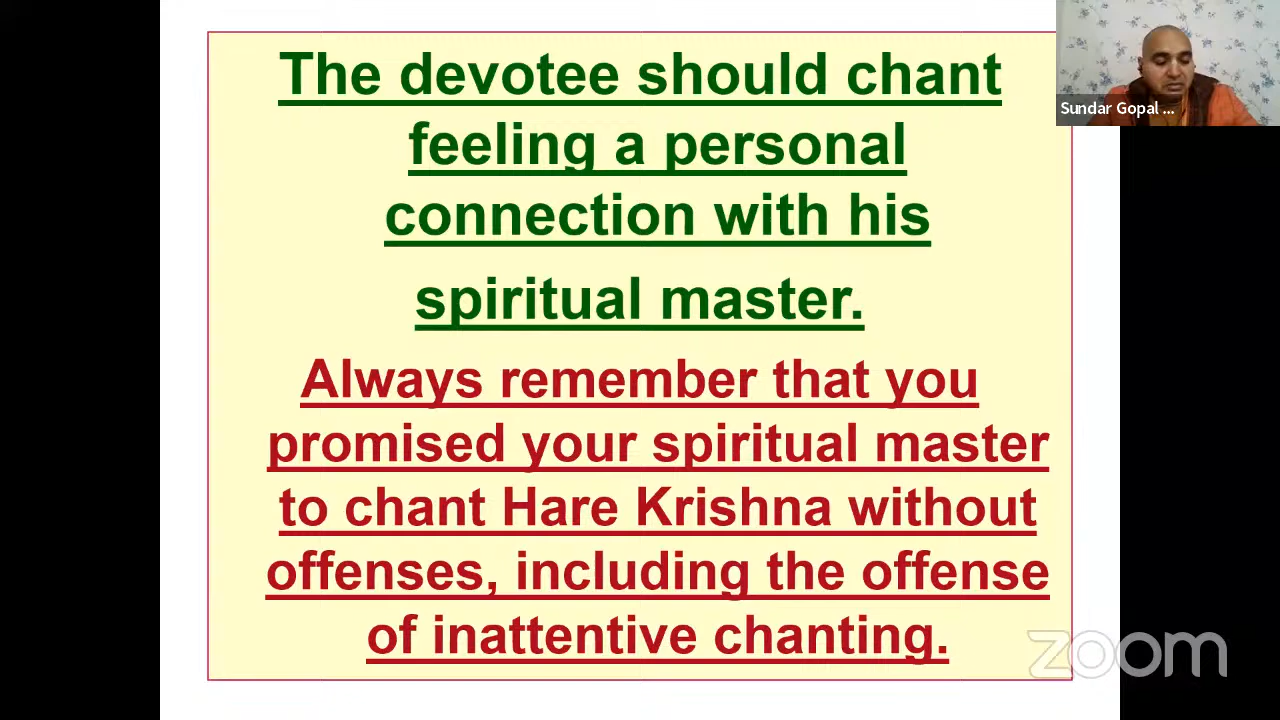 The devotee should chant
feeling a personal
connection with his
spiritual master.
Always remember that you
promised your spiritual master
to chant Hare Krishna without
offenses, including the offense
of inattentive chanting.
Sundar Gopal ...
zoom